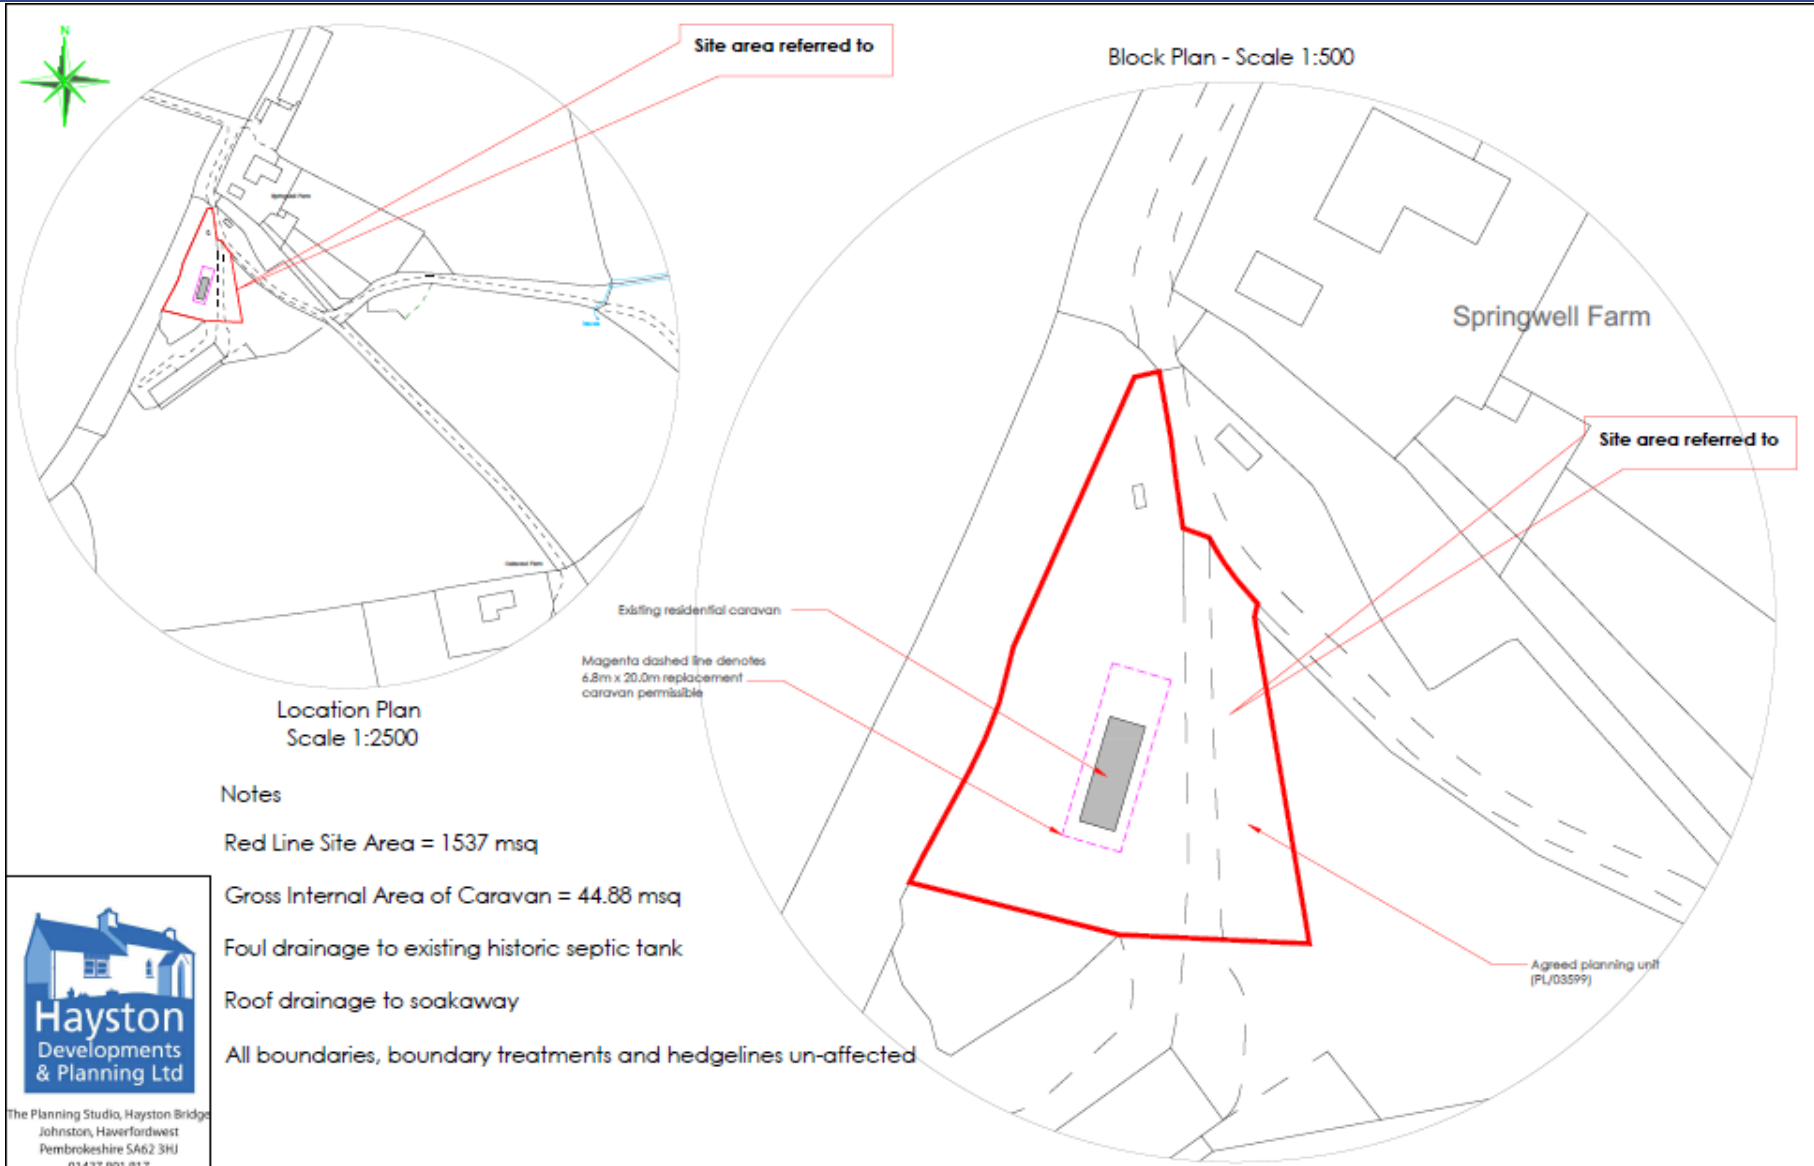 N
Site area referred to
Block Plan - Scale 1:500
Springwell Farm
Springwell Farm
Site area referred to
Existing residential caravan
Magenta dashed line denotes
6.8m x 20.0m replacement
caravan permissible
Location Plan
Scale 1:2500
Notes
Red Line Site Area = 1537 msq
Gross Internal Area of Caravan = 44.88 msq
Foul drainage to existing historic septic tank
Roof drainage to soakaway
All boundaries, boundary treatments and hedgelines un-affected
Agreed planning unit
(PL/03599)
Hayston
Developments
& Planning Ltd
The Planning Studio, Hayston Bridge
Johnston, Haverfordwest
Pembrokeshire SA62 3HJ